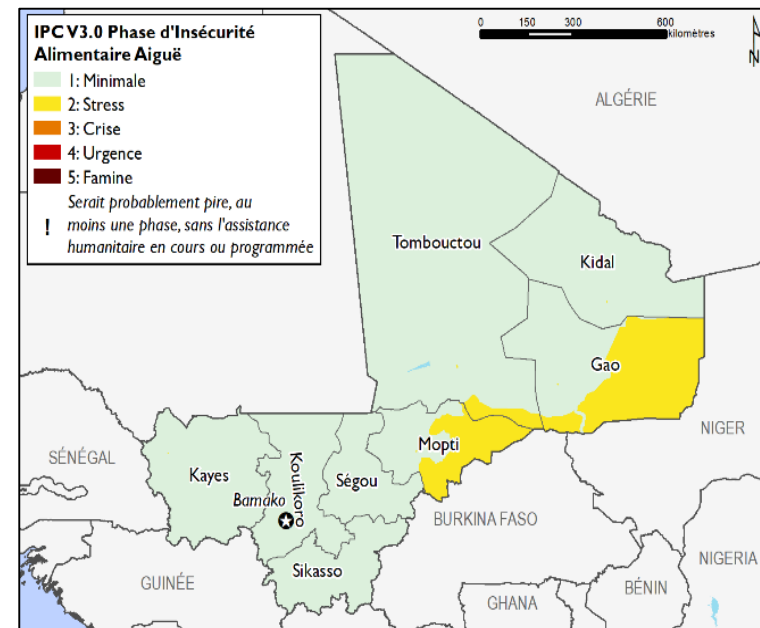 IPC V3.0 Phase d'Insécurité
Alimentaire Aiguë
1: Minimale
2: Stress
3: Crise
4: Urgence
5: Famine
! Serait probablement pire, au
moins une phase, sans l'assistance
humanitaire en cours ou programmée
0 150 300 600
kilomètres
N
ALGÉRIE
Tombouctou
Kidal
Gao
NIGER
Mopti
SÉNÉGAL
Kayes
Koulikoro
Ségou
Bamako
BURKINA FASO
Sikasso
NIGERIA
GUINÉE
BÉNIN
GHANA